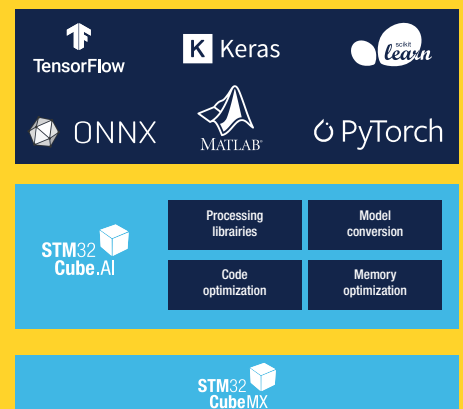 TensorFlow
K Keras
scikit
learn
ONNX
MATLAB®
PyTorch
STM32
Cube.AI
Processing
librairies
Model
conversion
Code
optimization
Memory
optimization
STM32
CubeMX